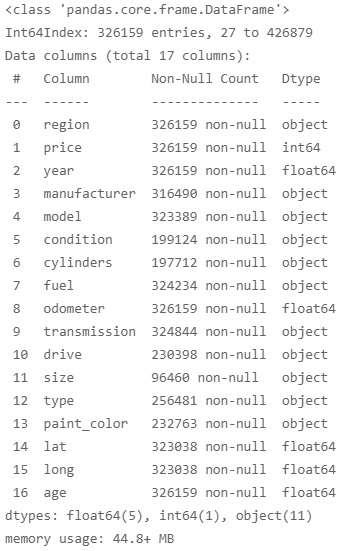 <class 'pandas.core.frame.DataFrame'>
Int64Index: 326159 entries, 27 to 426879
Data columns (total 17 columns):
 #   Column        Non-Null Count   Dtype
---  ------        --------------   -----
 0   region        326159 non-null  object
 1   price         326159 non-null  int64
 2   year          326159 non-null  float64
 3   manufacturer  316490 non-null  object
 4   model         323389 non-null  object
 5   condition     199124 non-null  object
 6   cylinders     197712 non-null  object
 7   fuel          324234 non-null  object
 8   odometer      326159 non-null  float64
 9   transmission  324844 non-null  object
 10  drive         230398 non-null  object
 11  size          96460 non-null   object
 12  type          256481 non-null  object
 13  paint_color   232763 non-null  object
 14  lat           323038 non-null  float64
 15  long          323038 non-null  float64
 16  age           326159 non-null  float64
dtypes: float64(5), int64(1), object(11)
memory usage: 44.8+ MB